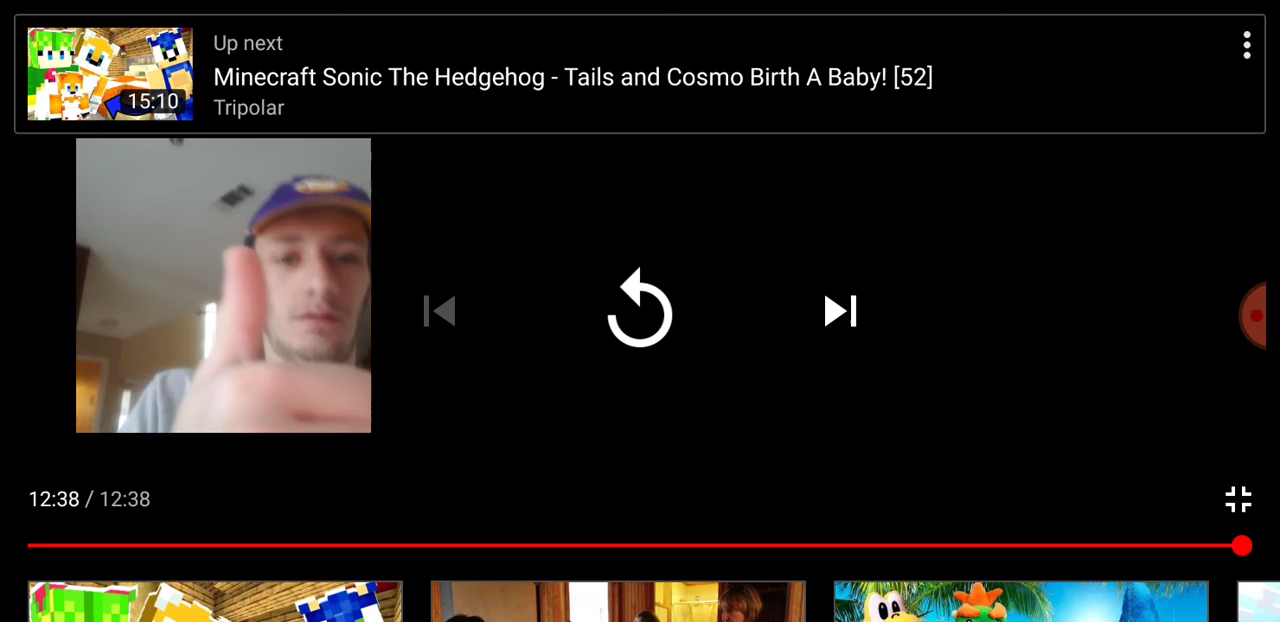 Up next
Minecraft Sonic The Hedgehog - Tails and Cosmo Birth A Baby! [52]
15:10
Tripolar
12:38 / 12:38